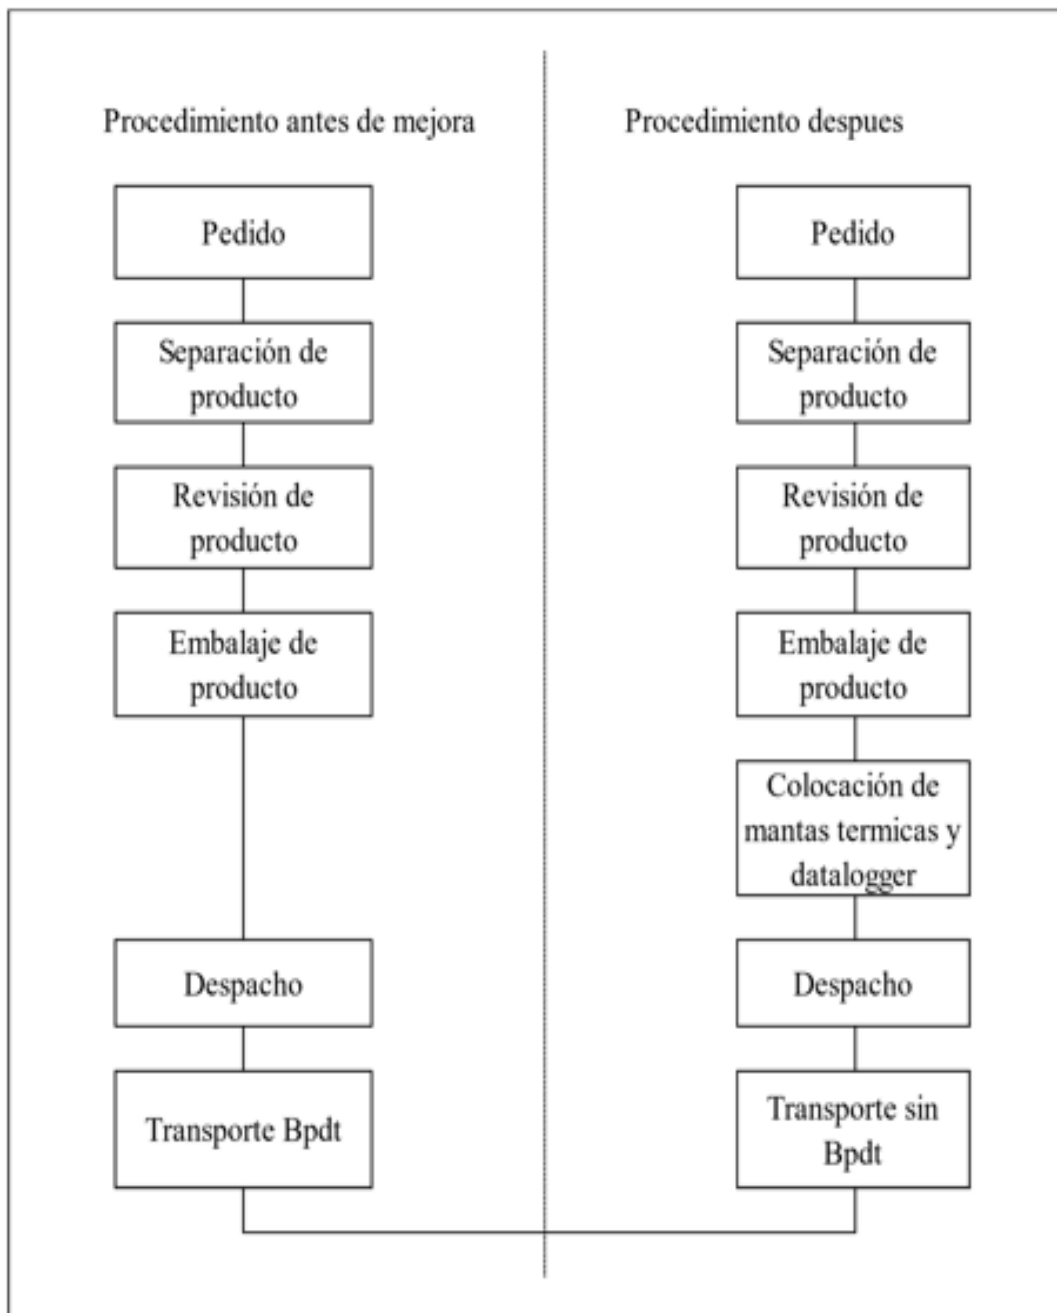 Procedimiento antes de mejora
Pedido
Separación de
producto
Revisión de
producto
Embalaje de
producto
Despacho
Transporte Bpdt
Procedimiento despues
Pedido
Separación de
producto
Revisión de
producto
Embalaje de
producto
Colocación de
mantas termicas y
datalogger
Despacho
Transporte sin
Bpdt